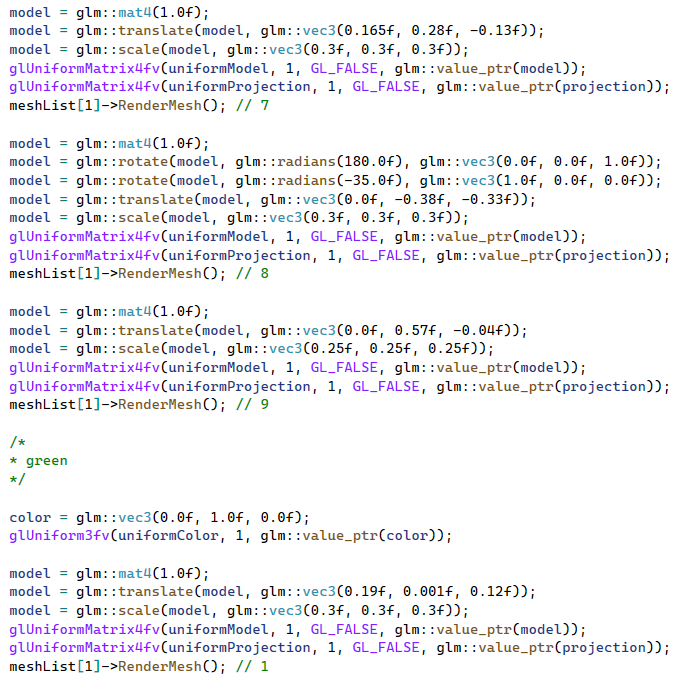 model = glm::mat4(1.0f);
model = glm::translate(model, glm::vec3(0.165f, 0.28f, -0.13f));
model = glm::scale(model, glm::vec3(0.3f, 0.3f, 0.3f));
glUniformMatrix4fv(uniformModel, 1, GL_FALSE, glm::value_ptr(model));
glUniformMatrix4fv(uniformProjection, 1, GL_FALSE, glm::value_ptr(projection));
meshList[1]->RenderMesh(); // 7

model = glm::mat4(1.0f);
model = glm::rotate(model, glm::radians(180.0f), glm::vec3(0.0f, 0.0f, 1.0f));
model = glm::rotate(model, glm::radians(-35.0f), glm::vec3(1.0f, 0.0f, 0.0f));
model = glm::translate(model, glm::vec3(0.0f, -0.38f, -0.33f));
model = glm::scale(model, glm::vec3(0.3f, 0.3f, 0.3f));
glUniformMatrix4fv(uniformModel, 1, GL_FALSE, glm::value_ptr(model));
glUniformMatrix4fv(uniformProjection, 1, GL_FALSE, glm::value_ptr(projection));
meshList[1]->RenderMesh(); // 8

model = glm::mat4(1.0f);
model = glm::translate(model, glm::vec3(0.0f, 0.57f, -0.04f));
model = glm::scale(model, glm::vec3(0.25f, 0.25f, 0.25f));
glUniformMatrix4fv(uniformModel, 1, GL_FALSE, glm::value_ptr(model));
glUniformMatrix4fv(uniformProjection, 1, GL_FALSE, glm::value_ptr(projection));
meshList[1]->RenderMesh(); // 9

/*
* green
*/

color = glm::vec3(0.0f, 1.0f, 0.0f);
glUniform3fv(uniformColor, 1, glm::value_ptr(color));

model = glm::mat4(1.0f);
model = glm::translate(model, glm::vec3(0.19f, 0.001f, 0.12f));
model = glm::scale(model, glm::vec3(0.3f, 0.3f, 0.3f));
glUniformMatrix4fv(uniformModel, 1, GL_FALSE, glm::value_ptr(model));
glUniformMatrix4fv(uniformProjection, 1, GL_FALSE, glm::value_ptr(projection));
meshList[1]->RenderMesh(); // 1